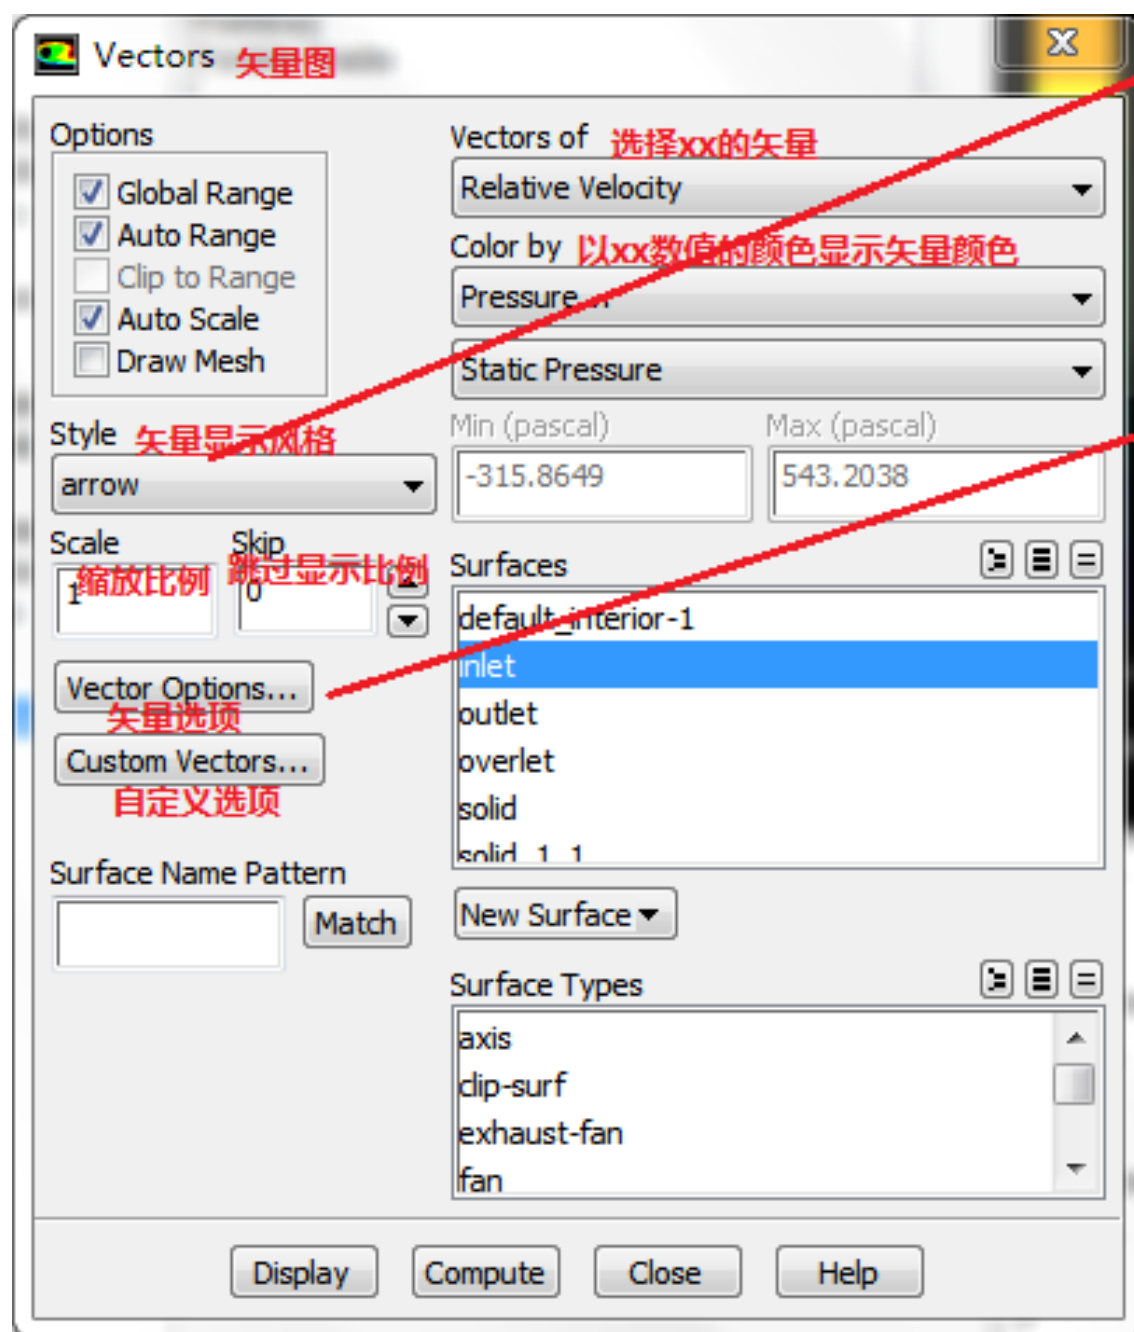 Vectors 矢量图
Options
Global Range
Auto Range
Clip to Range
Auto Scale
Draw Mesh
Style 矢量显示风格
arrow
Scale Skip
缩放比例 跳过显示比例
1 0
Vector Options...
矢量选项
Custom Vectors...
自定义选项
Surface Name Pattern
Match
Vectors of 选择xx的矢量
Relative Velocity
Color by 以xx数值的颜色显示矢量颜色
Pressure...
Static Pressure
Min (pascal) Max (pascal)
-315.8649 543.2038
Surfaces
default_interior-1
inlet
outlet
overlet
solid
solid_1_1
New Surface
Surface Types
axis
clip-surf
exhaust-fan
fan
Display Compute Close Help